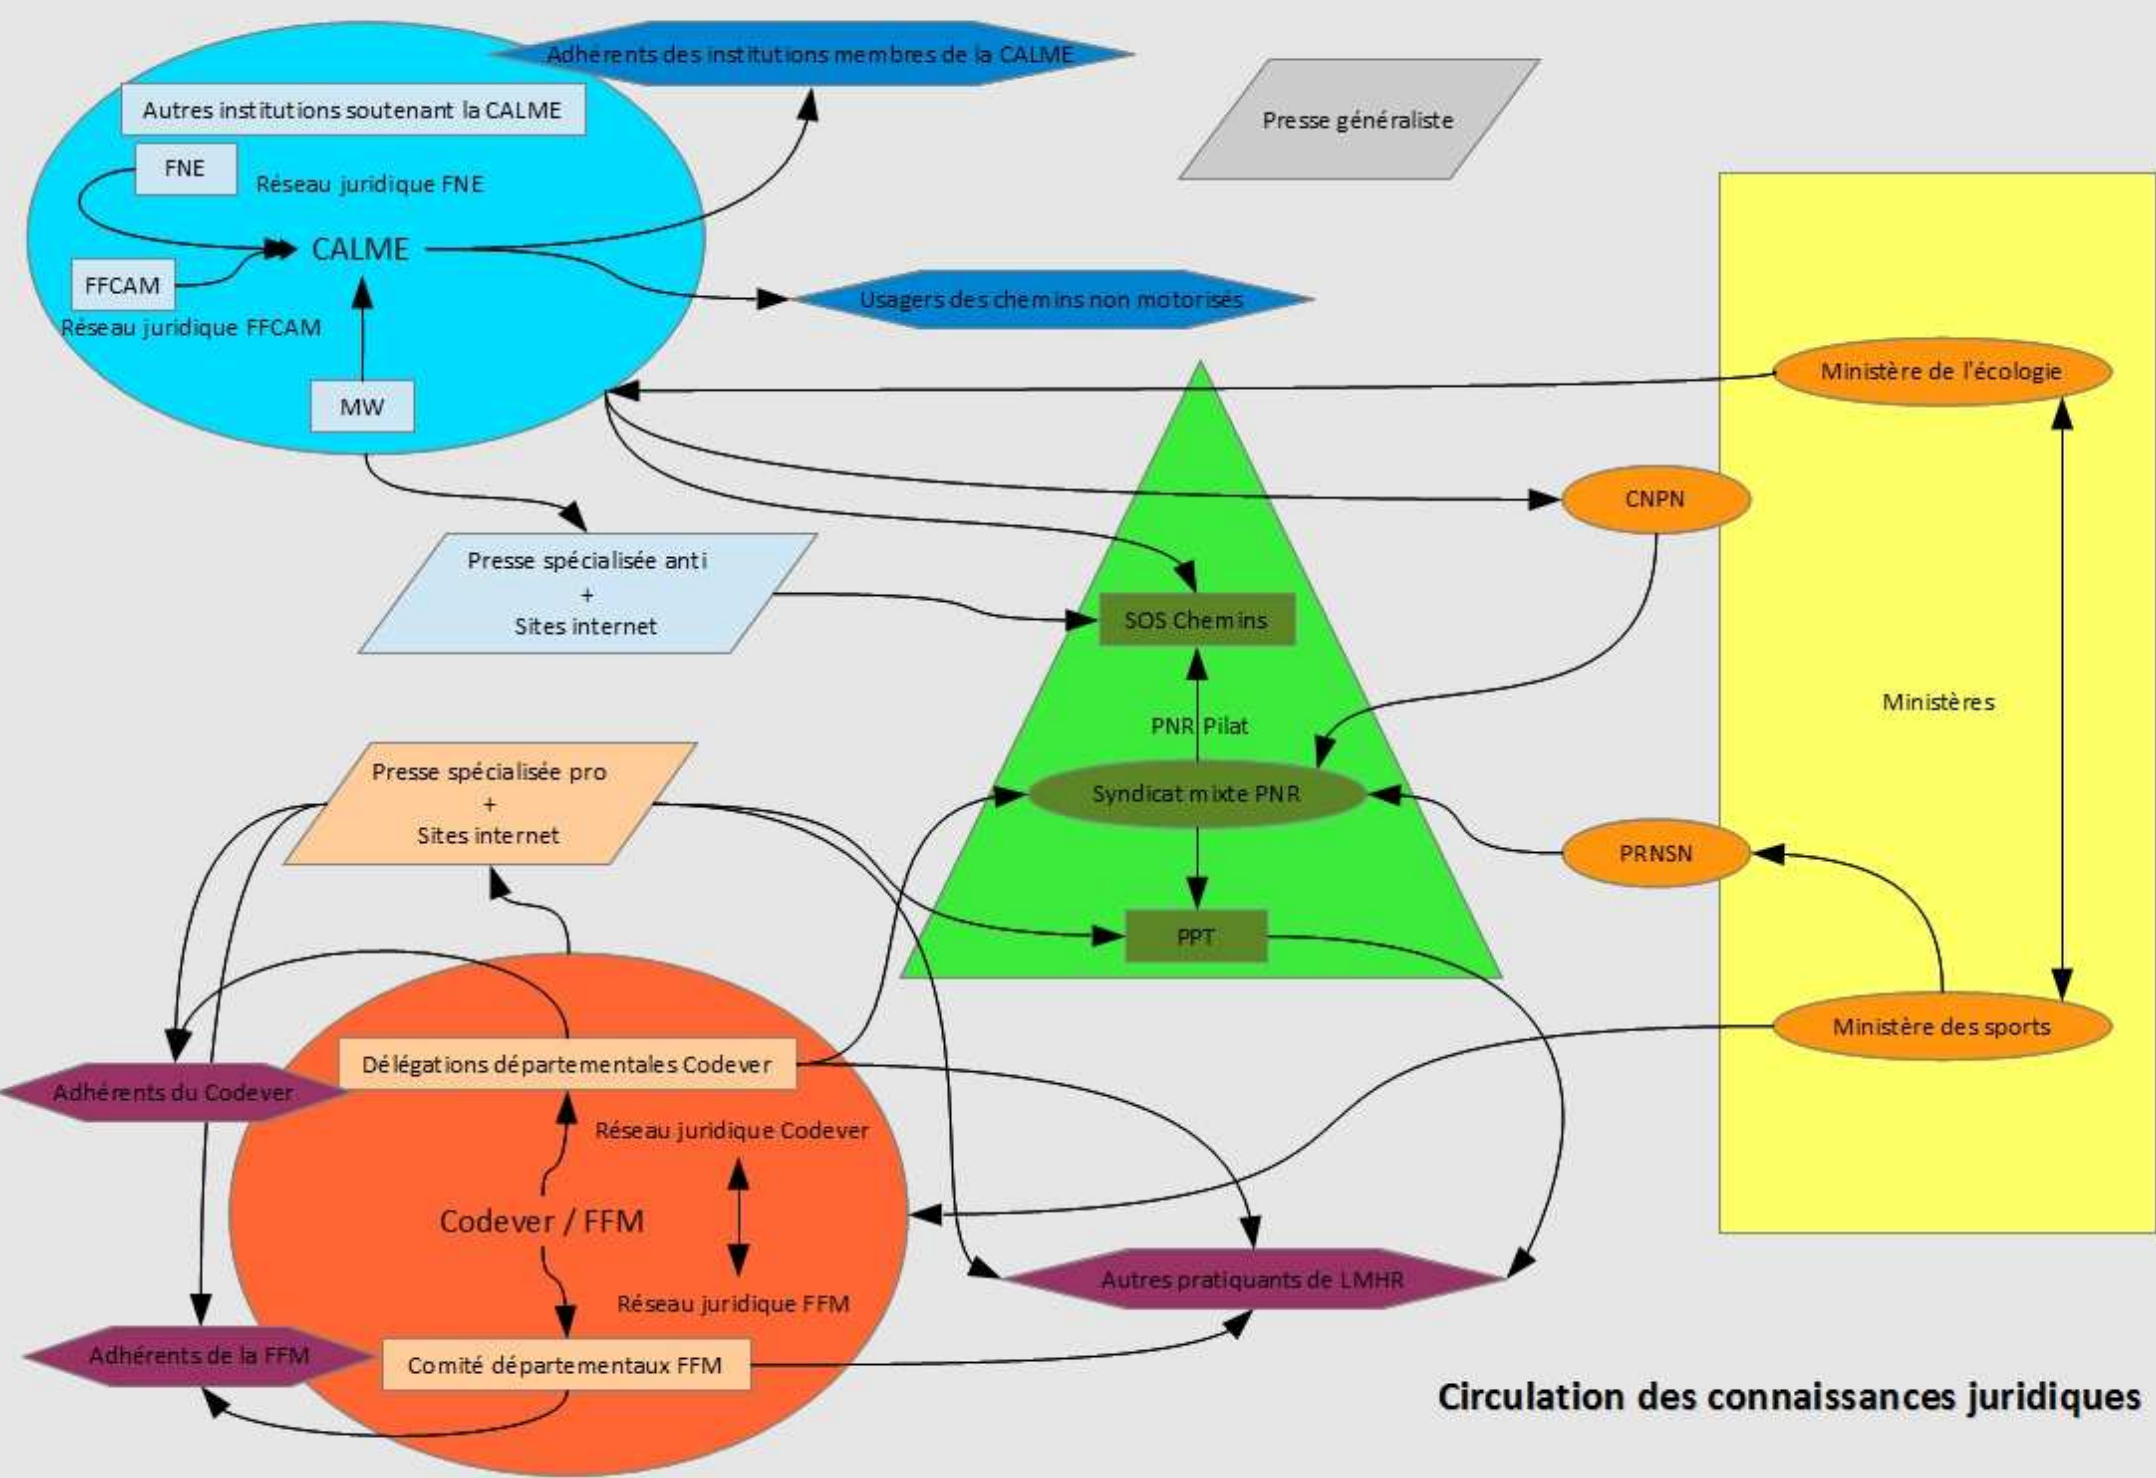 Adhérents des institutions membres de la CALME
Autres institutions soutenant la CALME
Presse généraliste
FNE
Réseau juridique FNE
CALME
FFCAM
Réseau juridique FFCAM
MW
Usagers des chemins non motorisés
Ministère de l'écologie
CNPN
Presse spécialisée anti
+
Sites internet
SOS Chemins
Ministères
PNR Pilat
Presse spécialisée pro
+
Sites internet
Syndicat mixte PNR
PRNSN
PPT
Ministère des sports
Délégations départementales Codever
Adhérents du Codever
Réseau juridique Codever
Codever / FFM
Autres pratiquants de LMHR
Réseau juridique FFM
Adhérents de la FFM
Comité départementaux FFM
Circulation des connaissances juridiques